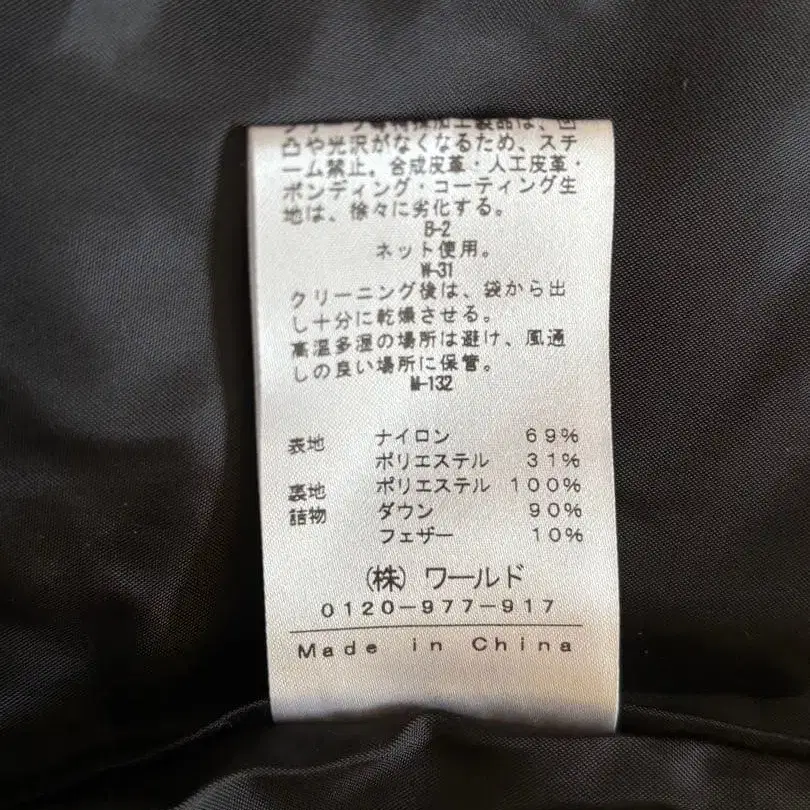 加工製品は、凹
凸や光沢がなくなるため、スチ
ーム禁止。合成皮革・人工皮革・
ボンディング・コーティング生
地は、徐々に劣化する。
B-2
ネット使用。
W-31
クリーニング後は、袋から出
し十分に乾燥させる。
高温多湿の場所は避け、風通
しの良い場所に保管。
M-132
表地 ナイロン 69%
ポリエステル 31%
裏地 ポリエステル 100%
詰物 ダウン 90%
フェザー 10%
(株) ワールド
0120-977-917
Made in China